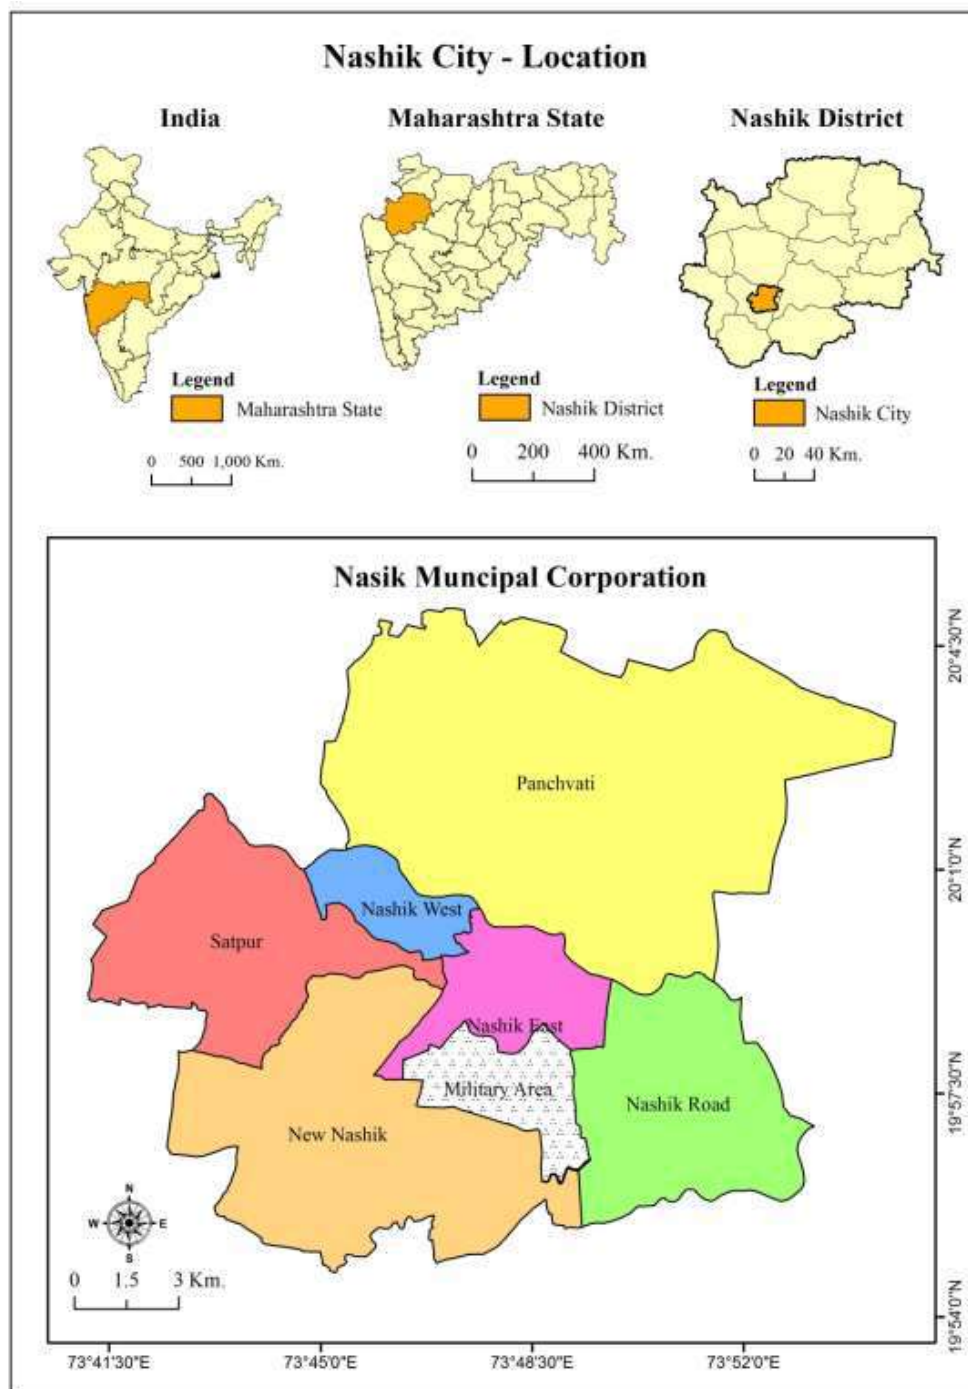 Nashik City - Location
India
Maharashtra State
Nashik District
Legend
Maharashtra State
0 500 1,000 Km.
Legend
Nashik District
0 200 400 Km.
Legend
Nashik City
0 20 40 Km.
Nasik Muncipal Corporation
Panchvati
Nashik West
Satpur
Nashik East
Military Area
Nashik Road
New Nashik
N
W E
S
0 1.5 3 Km.
20°4'30"N
20°1'0"N
19°57'30"N
19°54'0"N
73°41'30"E 73°45'0"E 73°48'30"E 73°52'0"E